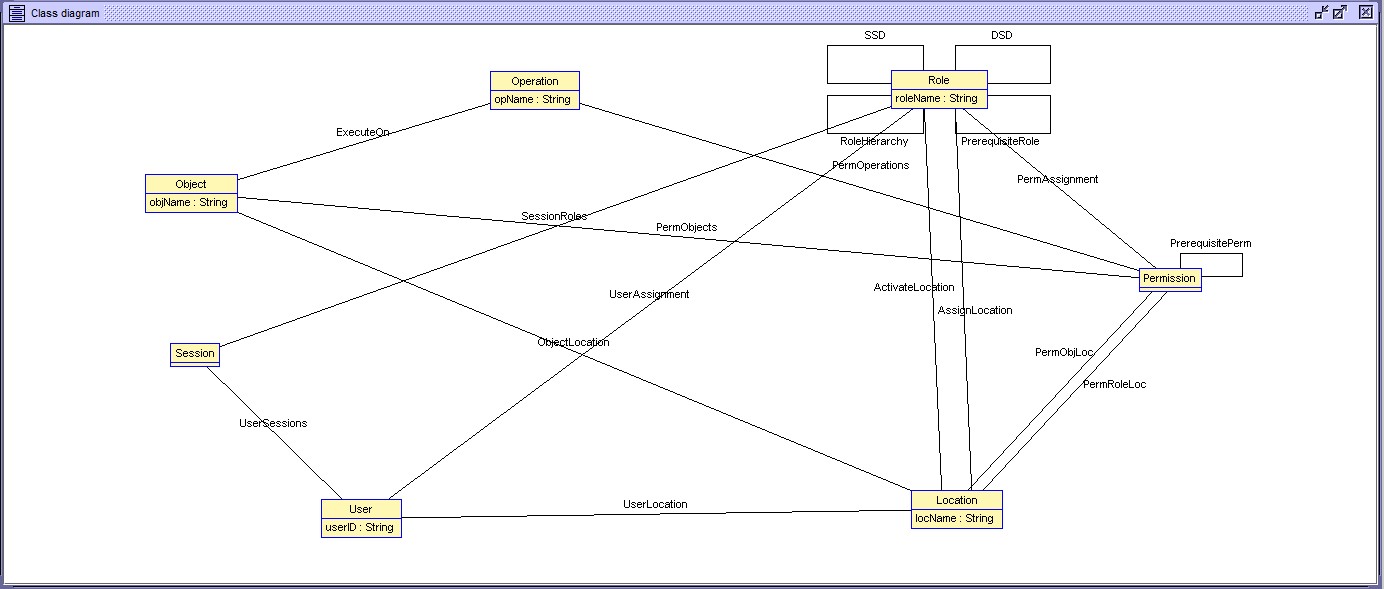 Class diagram
SSD
DSD
Operation
opName : String
Role
roleName : String
ExecuteOn
RoleHierarchy
PrerequisiteRole
PermOperations
PermAssignment
Object
objName : String
SessionRoles
PermObjects
PrerequisitePerm
Permission
ActivateLocation
UserAssignment
AssignLocation
ObjectLocation
Session
PermObjLoc
PermRoleLoc
UserSessions
User
userID : String
UserLocation
Location
locName : String